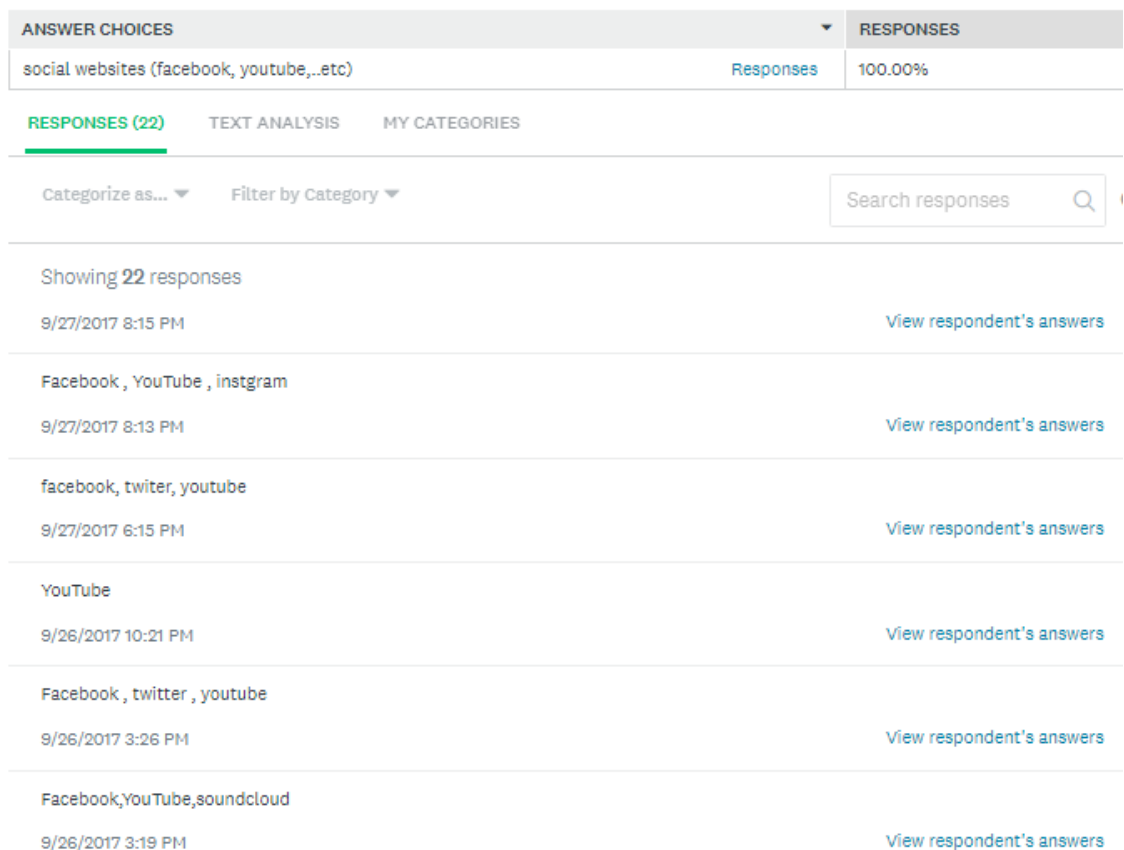 ANSWER CHOICES RESPONSES
social websites (facebook, youtube,..etc) Responses 100.00%
RESPONSES (22) TEXT ANALYSIS MY CATEGORIES
Categorize as... Filter by Category Search responses
Showing 22 responses
9/27/2017 8:15 PM View respondent's answers
Facebook , YouTube , instgram
9/27/2017 8:13 PM View respondent's answers
facebook, twiter, youtube
9/27/2017 6:15 PM View respondent's answers
YouTube
9/26/2017 10:21 PM View respondent's answers
Facebook , twitter , youtube
9/26/2017 3:26 PM View respondent's answers
Facebook,YouTube,soundcloud
9/26/2017 3:19 PM View respondent's answers